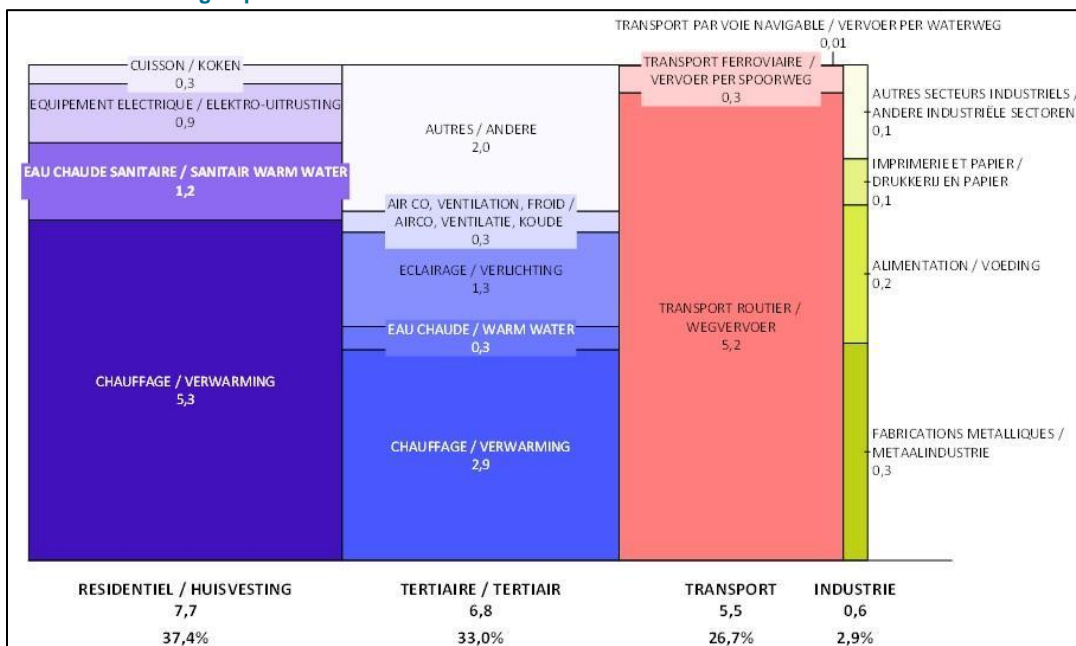 TRANSPORT PAR VOIE NAVIGABLE / VERVOER PER WATERWEG
0,01
CUISSON / KOKEN
0,3
EQUIPEMENT ELECTRIQUE / ELEKTRO-UITRUSTING
0,9
EAU CHAUDE SANITAIRE / SANITAIR WARM WATER
1,2
CHAUFFAGE / VERWARMING
5,3
AUTRES / ANDERE
2,0
AIR CO, VENTILATION, FROID /
AIRCO, VENTILATIE, KOUDE
0,3
ECLAIRAGE / VERLICHTING
1,3
EAU CHAUDE / WARM WATER
0,3
CHAUFFAGE / VERWARMING
2,9
TRANSPORT FERROVIAIRE /
VERVOER PER SPOORWEG
0,3
TRANSPORT ROUTIER /
WEGVERVOER
5,2
AUTRES SECTEURS INDUSTRIELS /
ANDERE INDUSTRIËLE SECTOREN
0,1
IMPRIMERIE ET PAPIER /
DRUKKERIJ EN PAPIER
0,1
ALIMENTATION / VOEDING
0,2
FABRICATIONS METALLIQUES /
METAALINDUSTRIE
0,3
RESIDENTIEL / HUISVESTING
7,7
37,4%
TERTIAIRE / TERTIAIR
6,8
33,0%
TRANSPORT
5,5
26,7%
INDUSTRIE
0,6
2,9%